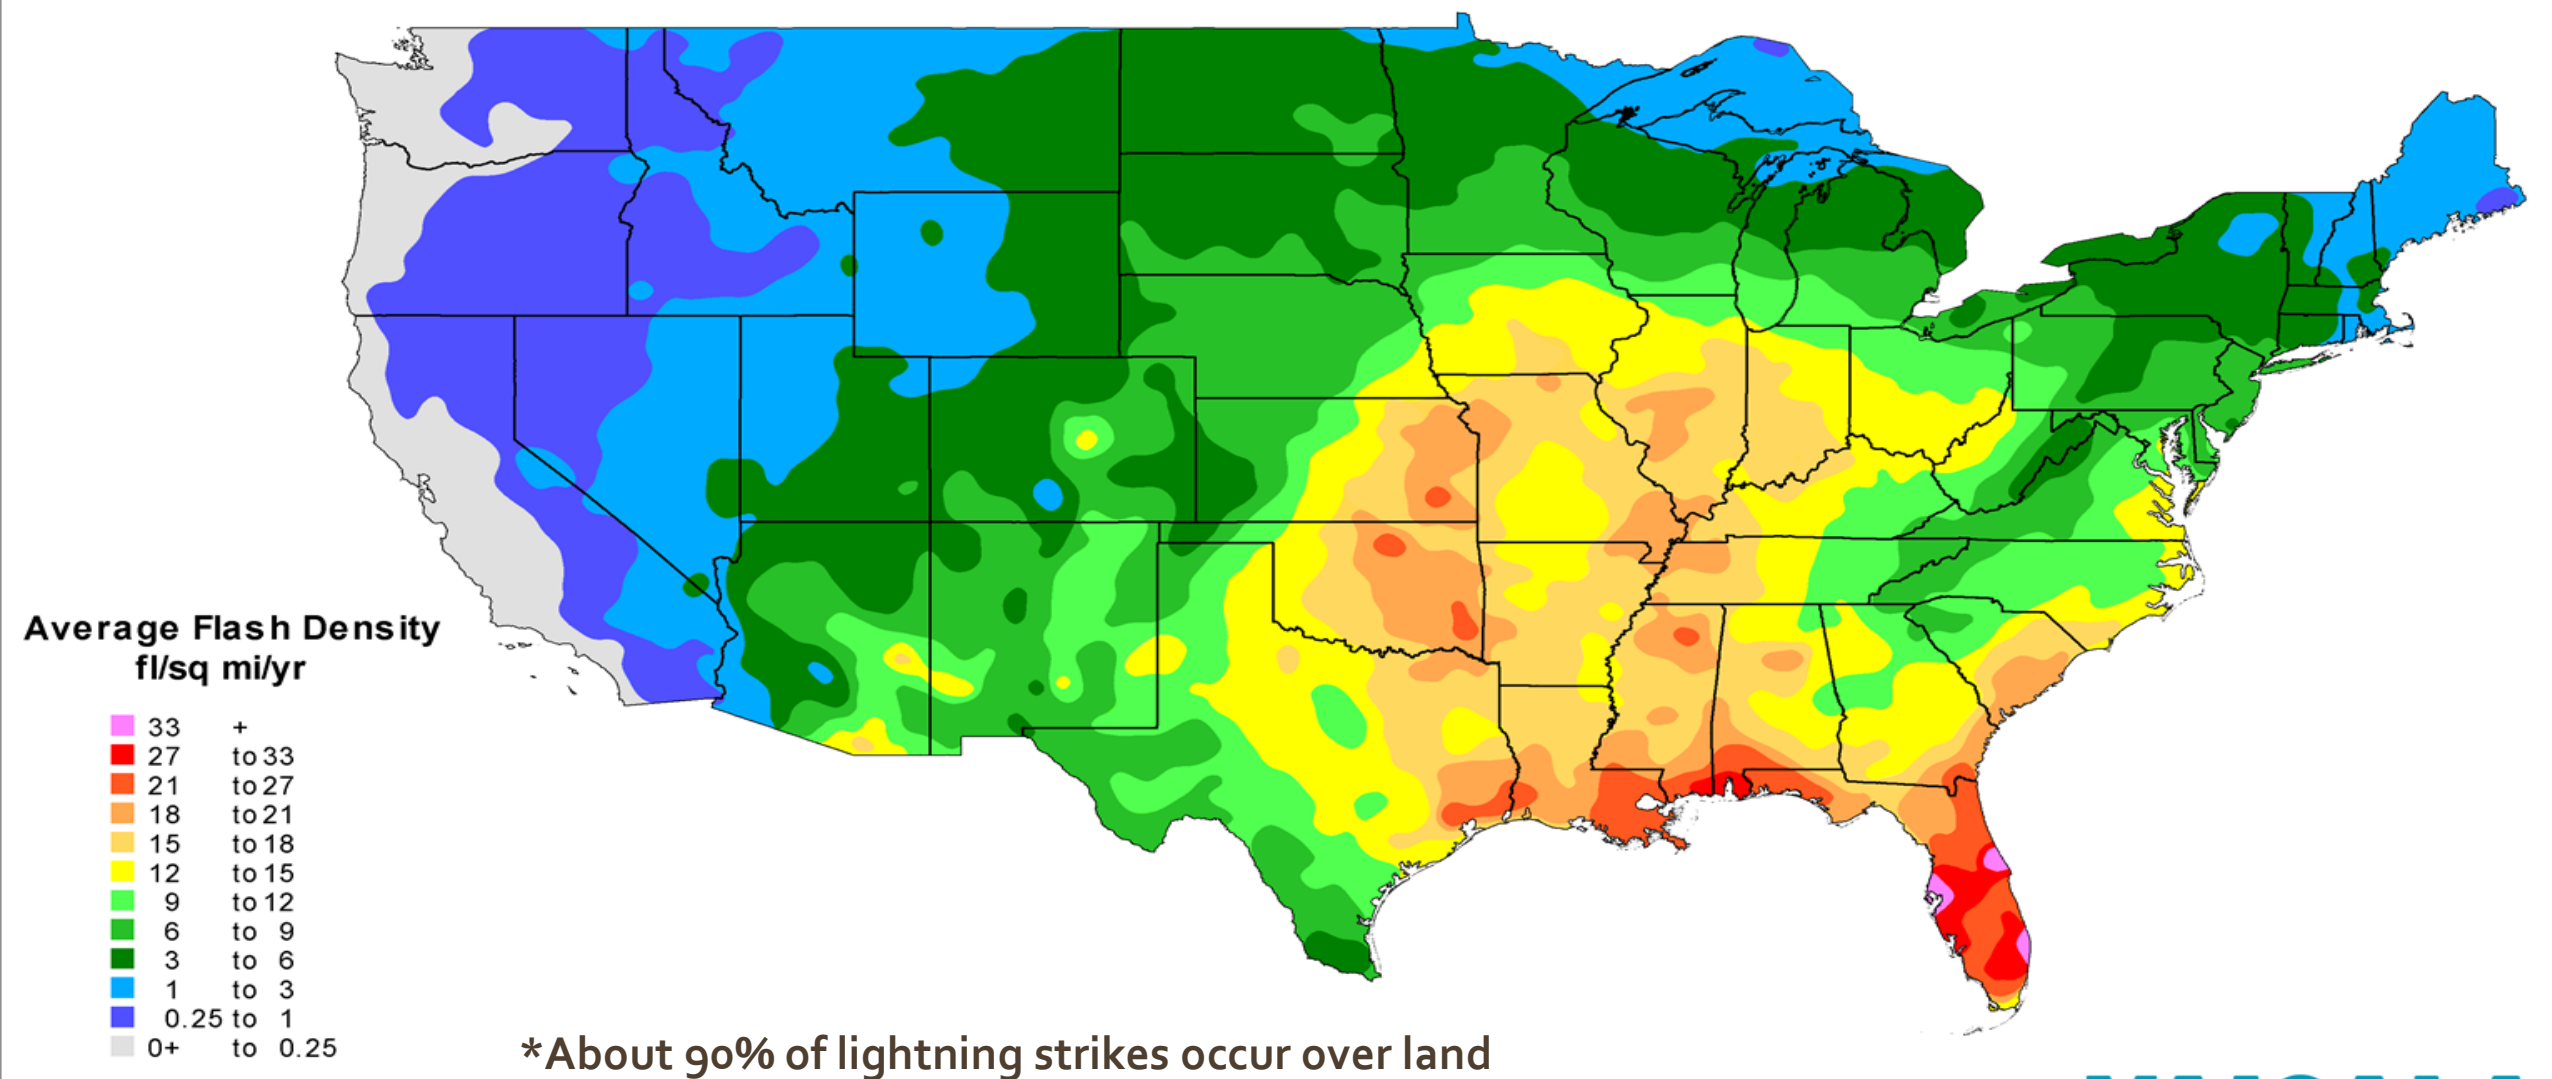 Average Flash Density
fl/sq mi/yr
33 +
27 to 33
21 to 27
18 to 21
15 to 18
12 to 15
9 to 12
6 to 9
3 to 6
1 to 3
0.25 to 1
0+ to 0.25
*About 90% of lightning strikes occur over land